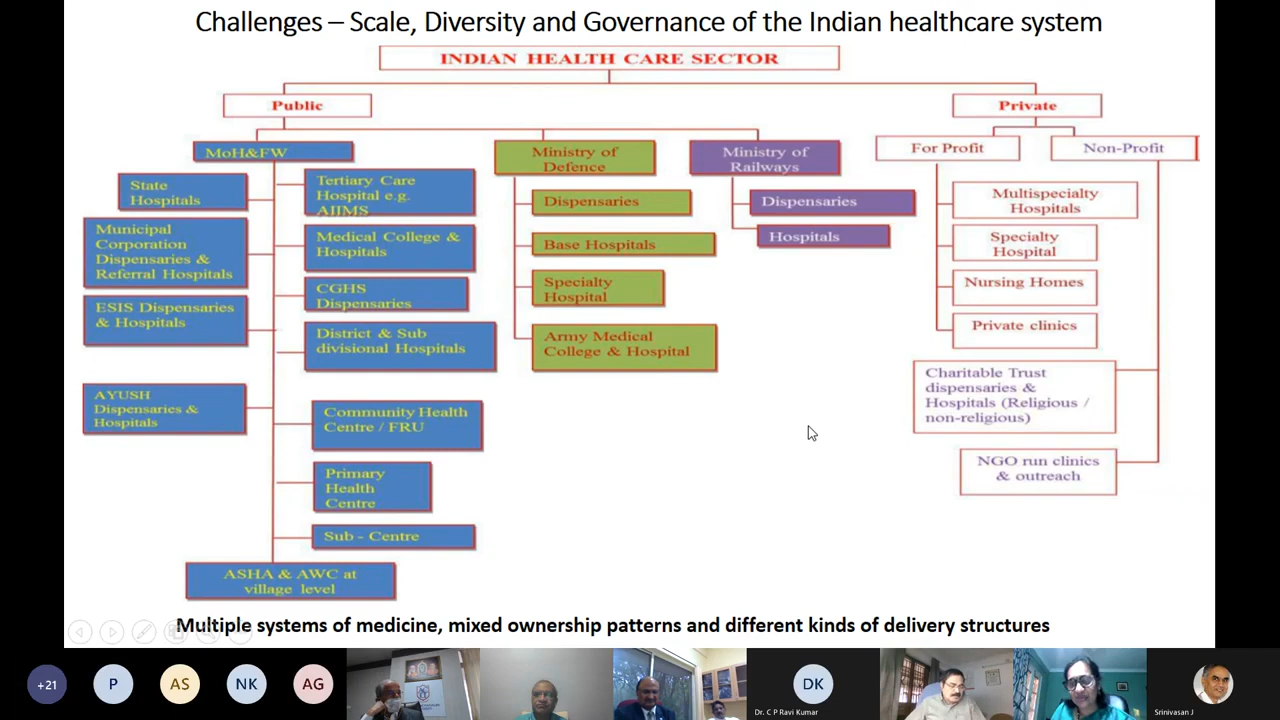 Challenges – Scale, Diversity and Governance of the Indian healthcare system
INDIAN HEALTH CARE SECTOR
Public
Private
MoH&FW
Ministry of
Defence
Ministry of
Railways
For Profit
Non-Profit
State
Hospitals
Municipal
Corporation
Dispensaries &
Referral Hospitals
ESIS Dispensaries
& Hospitals
AYUSH
Dispensaries &
Hospitals
Tertiary Care
Hospital e.g.
AIIMS
Medical College &
Hospitals
CGHS
Dispensaries
District & Sub
divisional Hospitals
Community Health
Centre / FRU
Primary
Health
Centre
Sub - Centre
ASHA & AWC at
village level
Dispensaries
Base Hospitals
Specialty
Hospital
Army Medical
College & Hospital
Dispensaries
Hospitals
Multispecialty
Hospitals
Specialty
Hospital
Nursing Homes
Private clinics
Charitable Trust
dispensaries &
Hospitals (Religious /
non-religious)
NGO run clinics
& outreach
Multiple systems of medicine, mixed ownership patterns and different kinds of delivery structures
+21
P
AS
NK
AG
DK
Dr. C P Ravi Kumar
Srinivasan J